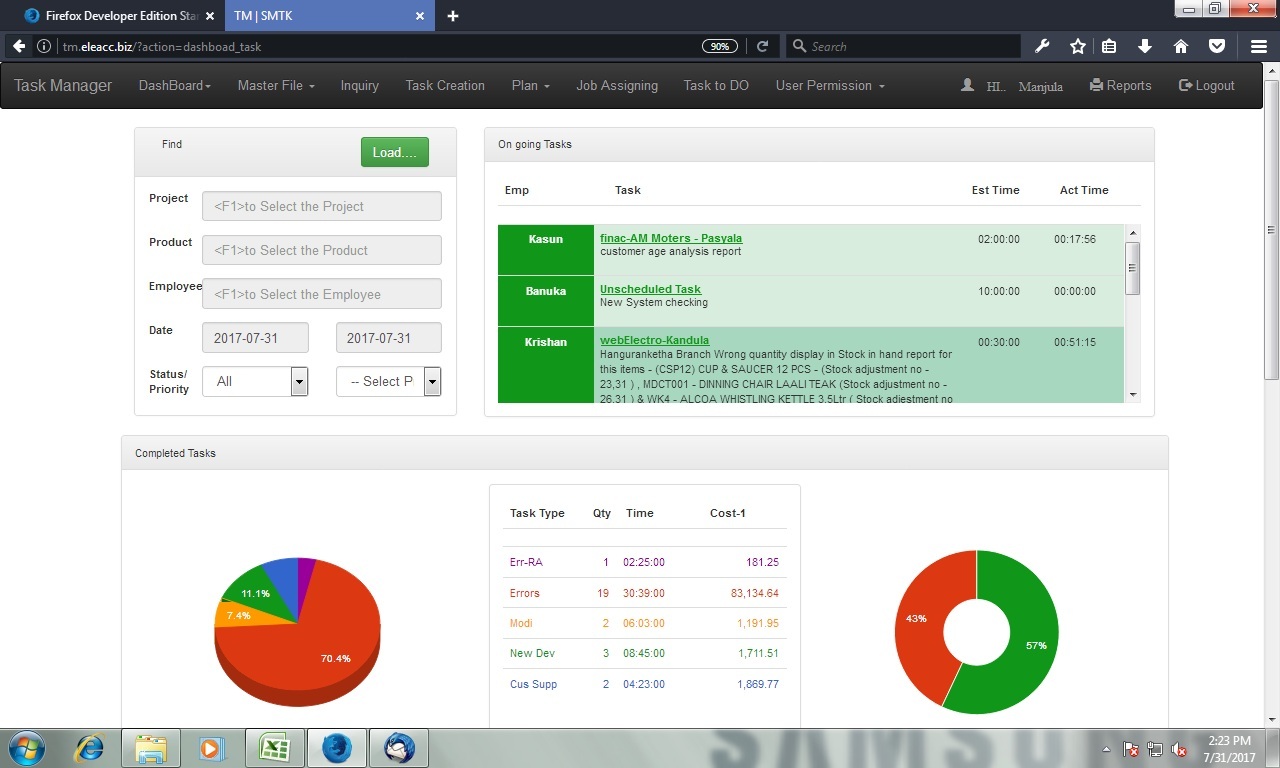 Firefox Developer Edition Star
TM | SMTK
tm.eleacc.biz/?action=dashboad_task
90%
Search
Task Manager
DashBoard
Master File
Inquiry
Task Creation
Plan
Job Assigning
Task to DO
User Permission
HI.. Manjula
Reports
Logout
Find
Load....
Project
<F1>to Select the Project
Product
<F1>to Select the Product
Employee
<F1>to Select the Employee
Date
2017-07-31
2017-07-31
Status/
Priority
All
-- Select P
On going Tasks
Emp Task Est Time Act Time
Kasun finac-AM Moters - Pasyala 02:00:00 00:17:56
customer age analysis report
Banuka Unscheduled Task 10:00:00 00:00:00
New System checking
Krishan webElectro-Kandula 00:30:00 00:51:15
Hanguranketha Branch Wrong quantity display in Stock in hand report for
this items - (CSP12) CUP & SAUCER 12 PCS - (Stock adjustment no -
23,31 ) , MDCT001 - DINNING CHAIR LAALI TEAK (Stock adjustment no -
26,31 ) & WK4 - ALCOA WHISTLING KETTLE 3.5Ltr ( Stock adjestment no
Completed Tasks
11.1%
7.4%
70.4%
Task Type Qty Time Cost-1
Err-RA 1 02:25:00 181.25
Errors 19 30:39:00 83,134.64
Modi 2 06:03:00 1,191.95
New Dev 3 08:45:00 1,711.51
Cus Supp 2 04:23:00 1,869.77
43%
57%
SAMSUNG
2:23 PM
7/31/2017